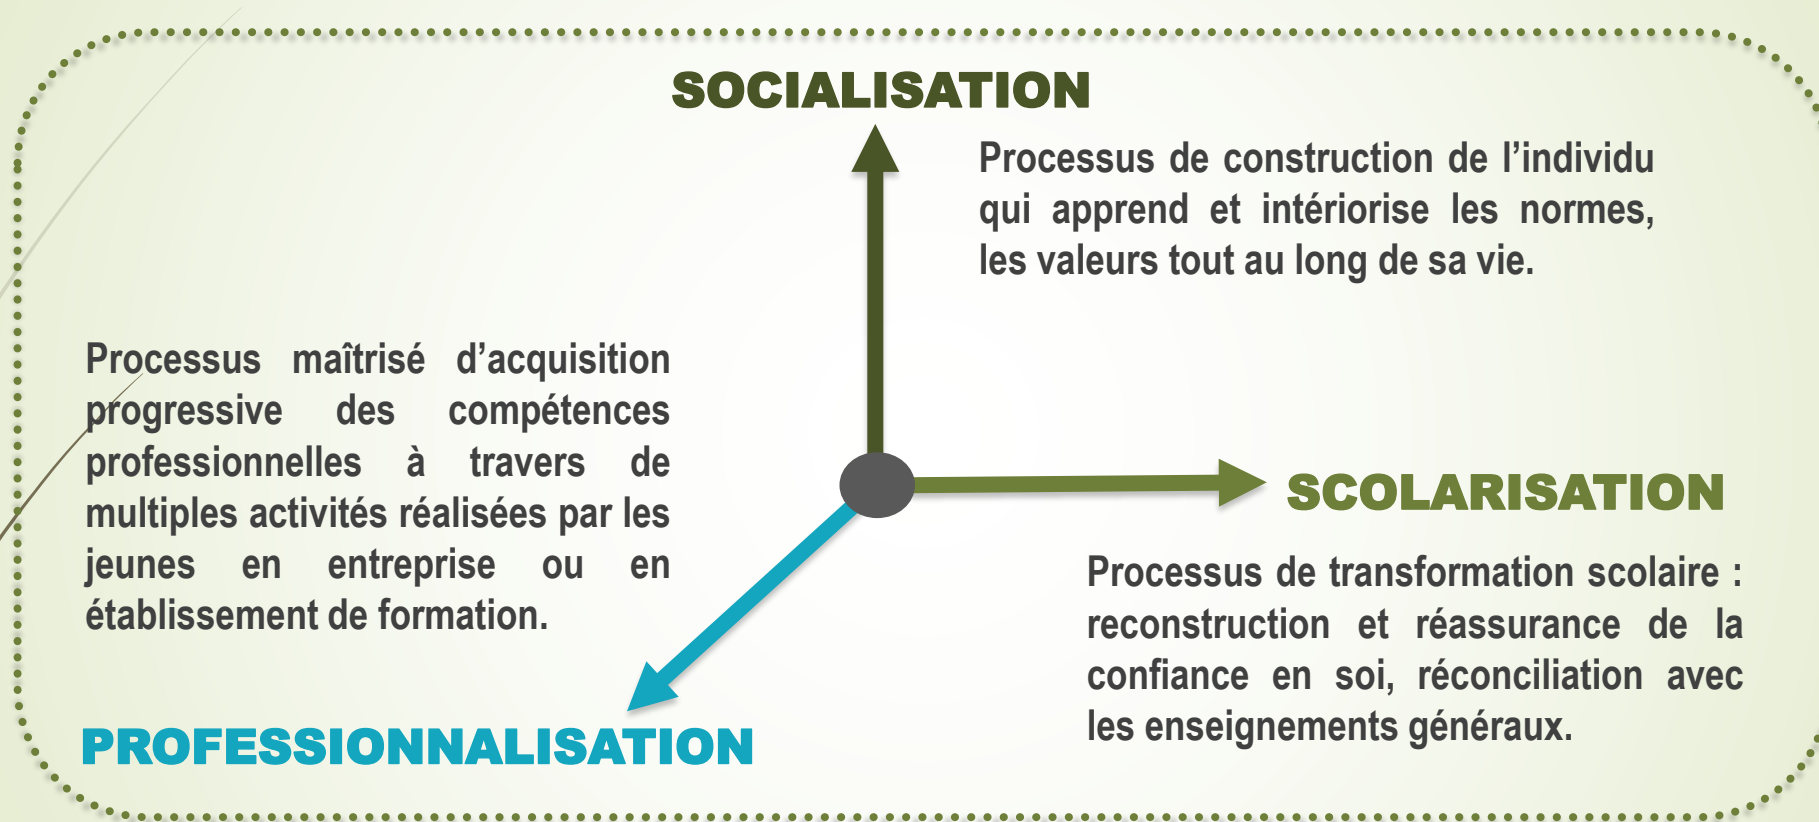 SOCIALISATION
Processus de construction de l’individu
qui apprend et intériorise les normes,
les valeurs tout au long de sa vie.
Processus maîtrisé d’acquisition
progressive des compétences
professionnelles à travers de
multiples activités réalisées par les
jeunes en entreprise ou en
établissement de formation.
SCOLARISATION
Processus de transformation scolaire :
reconstruction et réassurance de la
confiance en soi, réconciliation avec
les enseignements généraux.
PROFESSIONNALISATION